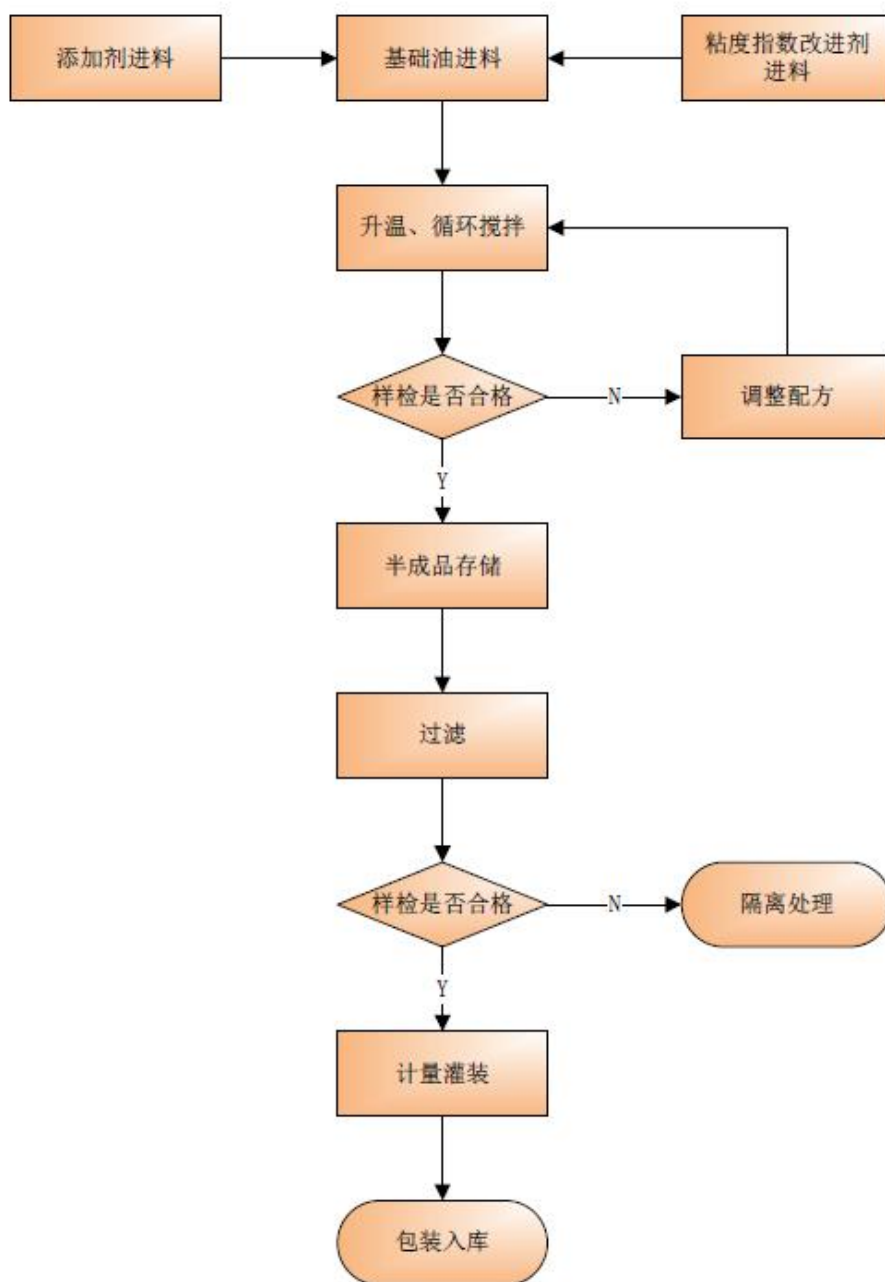 添加剂进料
基础油进料
粘度指数改进剂
进料
升温、循环搅拌
样检是否合格
N
调整配方
Y
半成品存储
过滤
样检是否合格
N
隔离处理
Y
计量灌装
包装入库